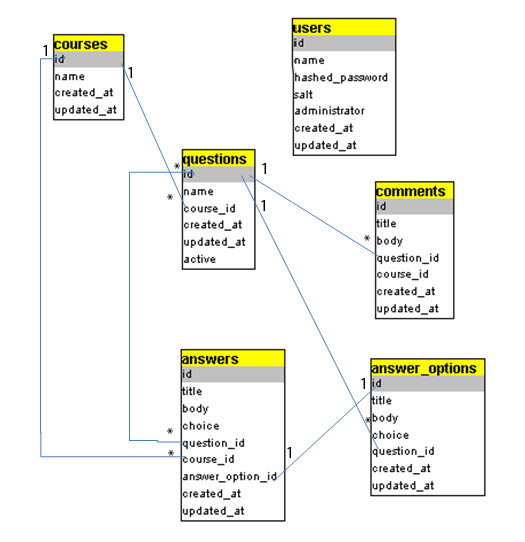 users
id
name
hashed_password
salt
administrator
created_at
updated_at
1
courses
id
name
created_at
updated_at
1
*
questions
id
name
course_id
created_at
updated_at
active
*
1
1
comments
id
title
body
question_id
course_id
created_at
updated_at
*
answers
id
title
body
choice
question_id
course_id
answer_option_id
created_at
updated_at
*
*
1
1
answer_options
id
title
body
choice
question_id
created_at
updated_at
*